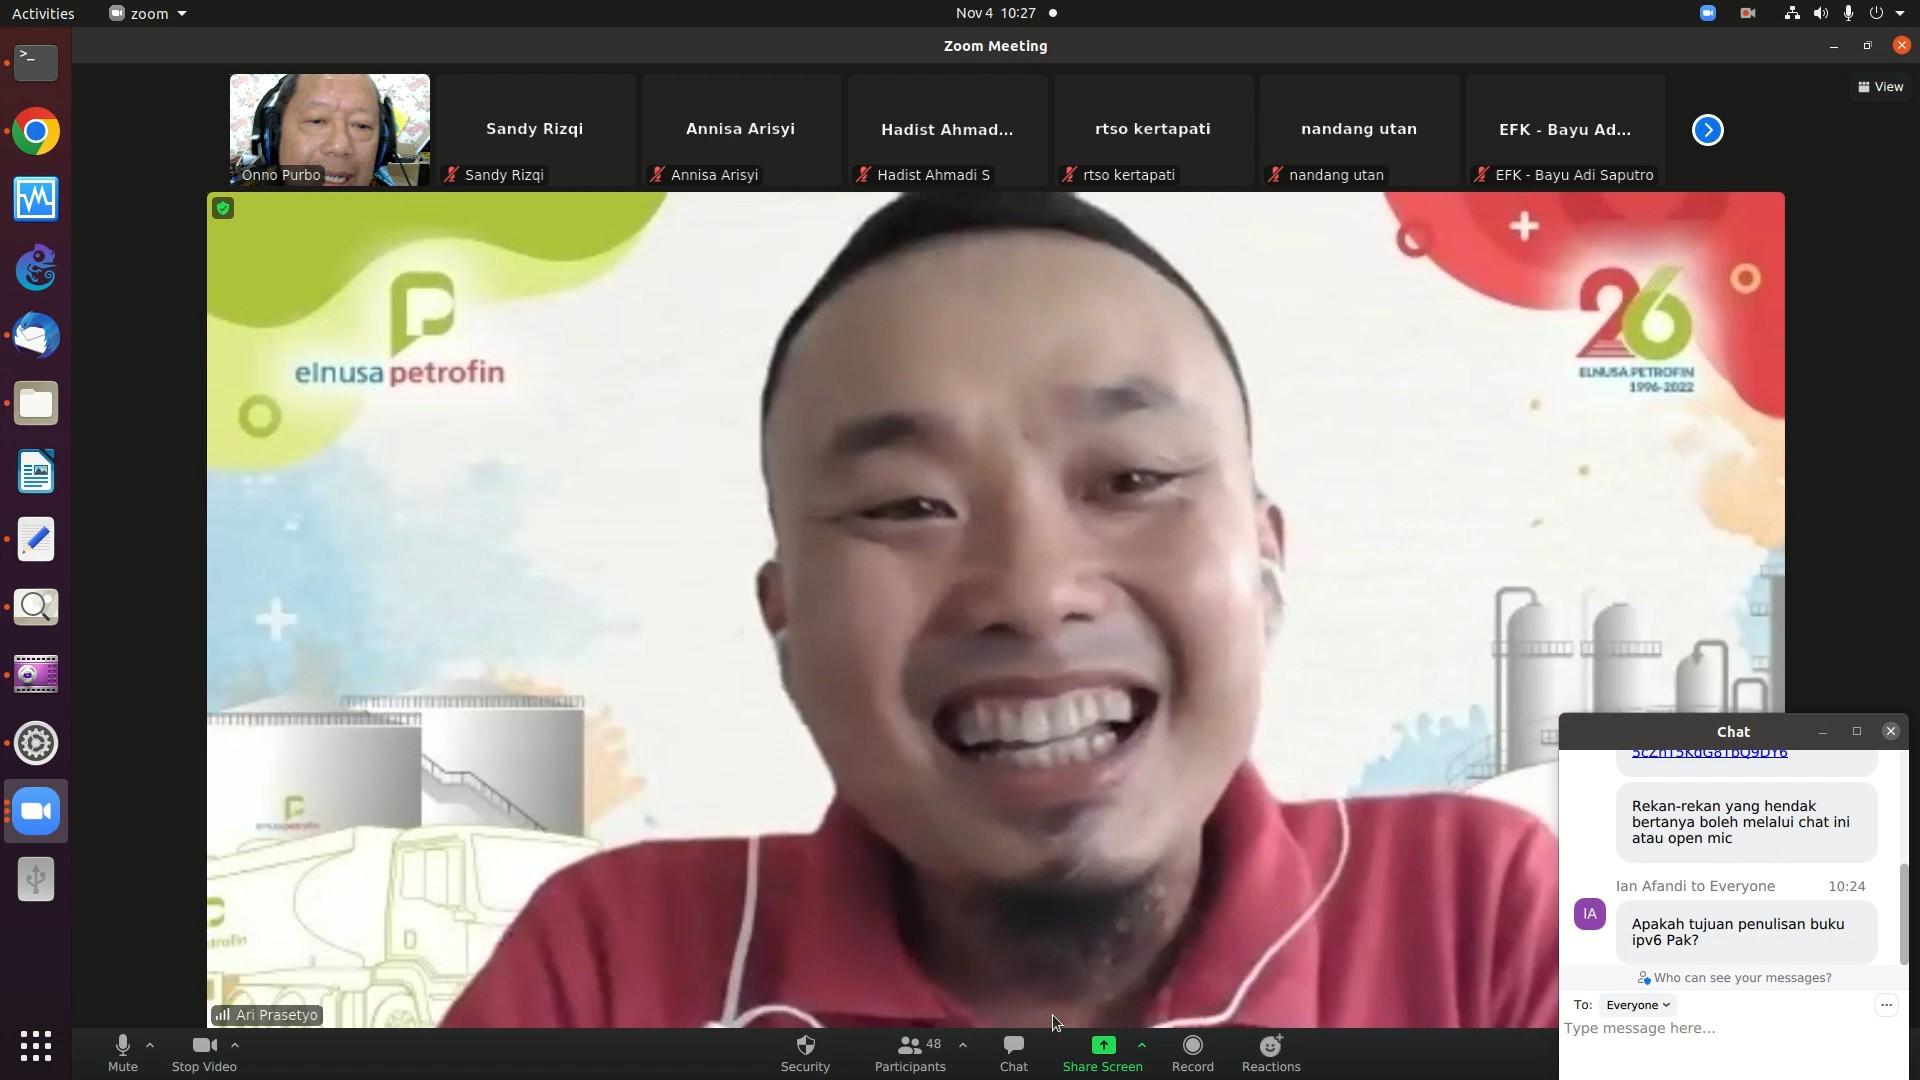 Activities
zoom
Nov 4 10:27
Zoom Meeting
View
Onno Purbo
Sandy Rizqi
Sandy Rizqi
Annisa Arisyi
Annisa Arisyi
Hadist Ahmad...
Hadist Ahmadi S
rtso kertapati
rtso kertapati
nandang utan
nandang utan
EFK - Bayu Ad...
EFK - Bayu Adi Saputro
elnusa petrofin
26
ELNUSA PETROFIN
1996-2022
Ari Prasetyo
Chat
Rekan-rekan yang hendak
bertanya boleh melalui chat ini
atau open mic
Ian Afandi to Everyone 10:24
IA
Apakah tujuan penulisan buku
ipv6 Pak?
Who can see your messages?
To: Everyone
Type message here...
Mute
Stop Video
Security
48
Participants
Chat
Share Screen
Record
Reactions